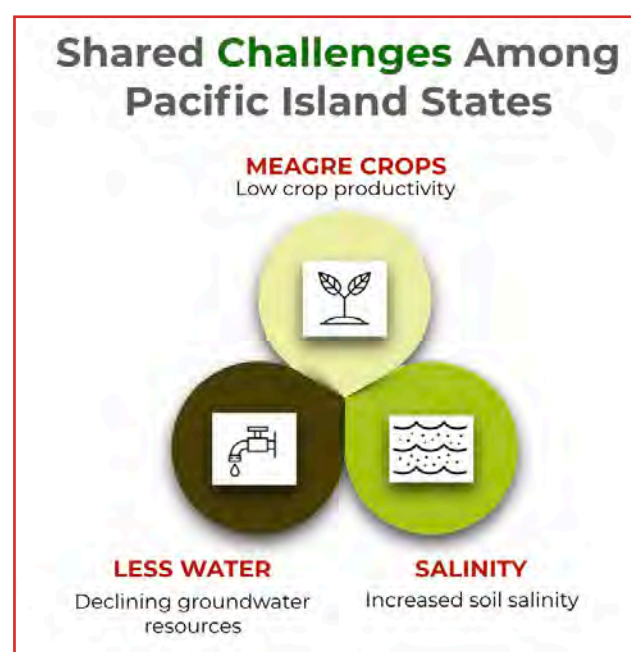 Shared Challenges Among
Pacific Island States
MEAGRE CROPS
Low crop productivity
LESS WATER
Declining groundwater
resources
SALINITY
Increased soil salinity